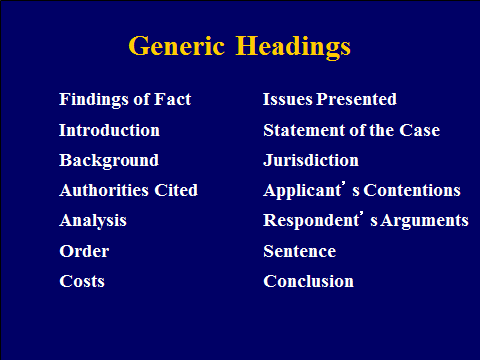 Generic Headings
Findings of Fact
Introduction
Background
Authorities Cited
Analysis
Order
Costs
Issues Presented
Statement of the Case
Jurisdiction
Applicant’s Contentions
Respondent’s Arguments
Sentence
Conclusion